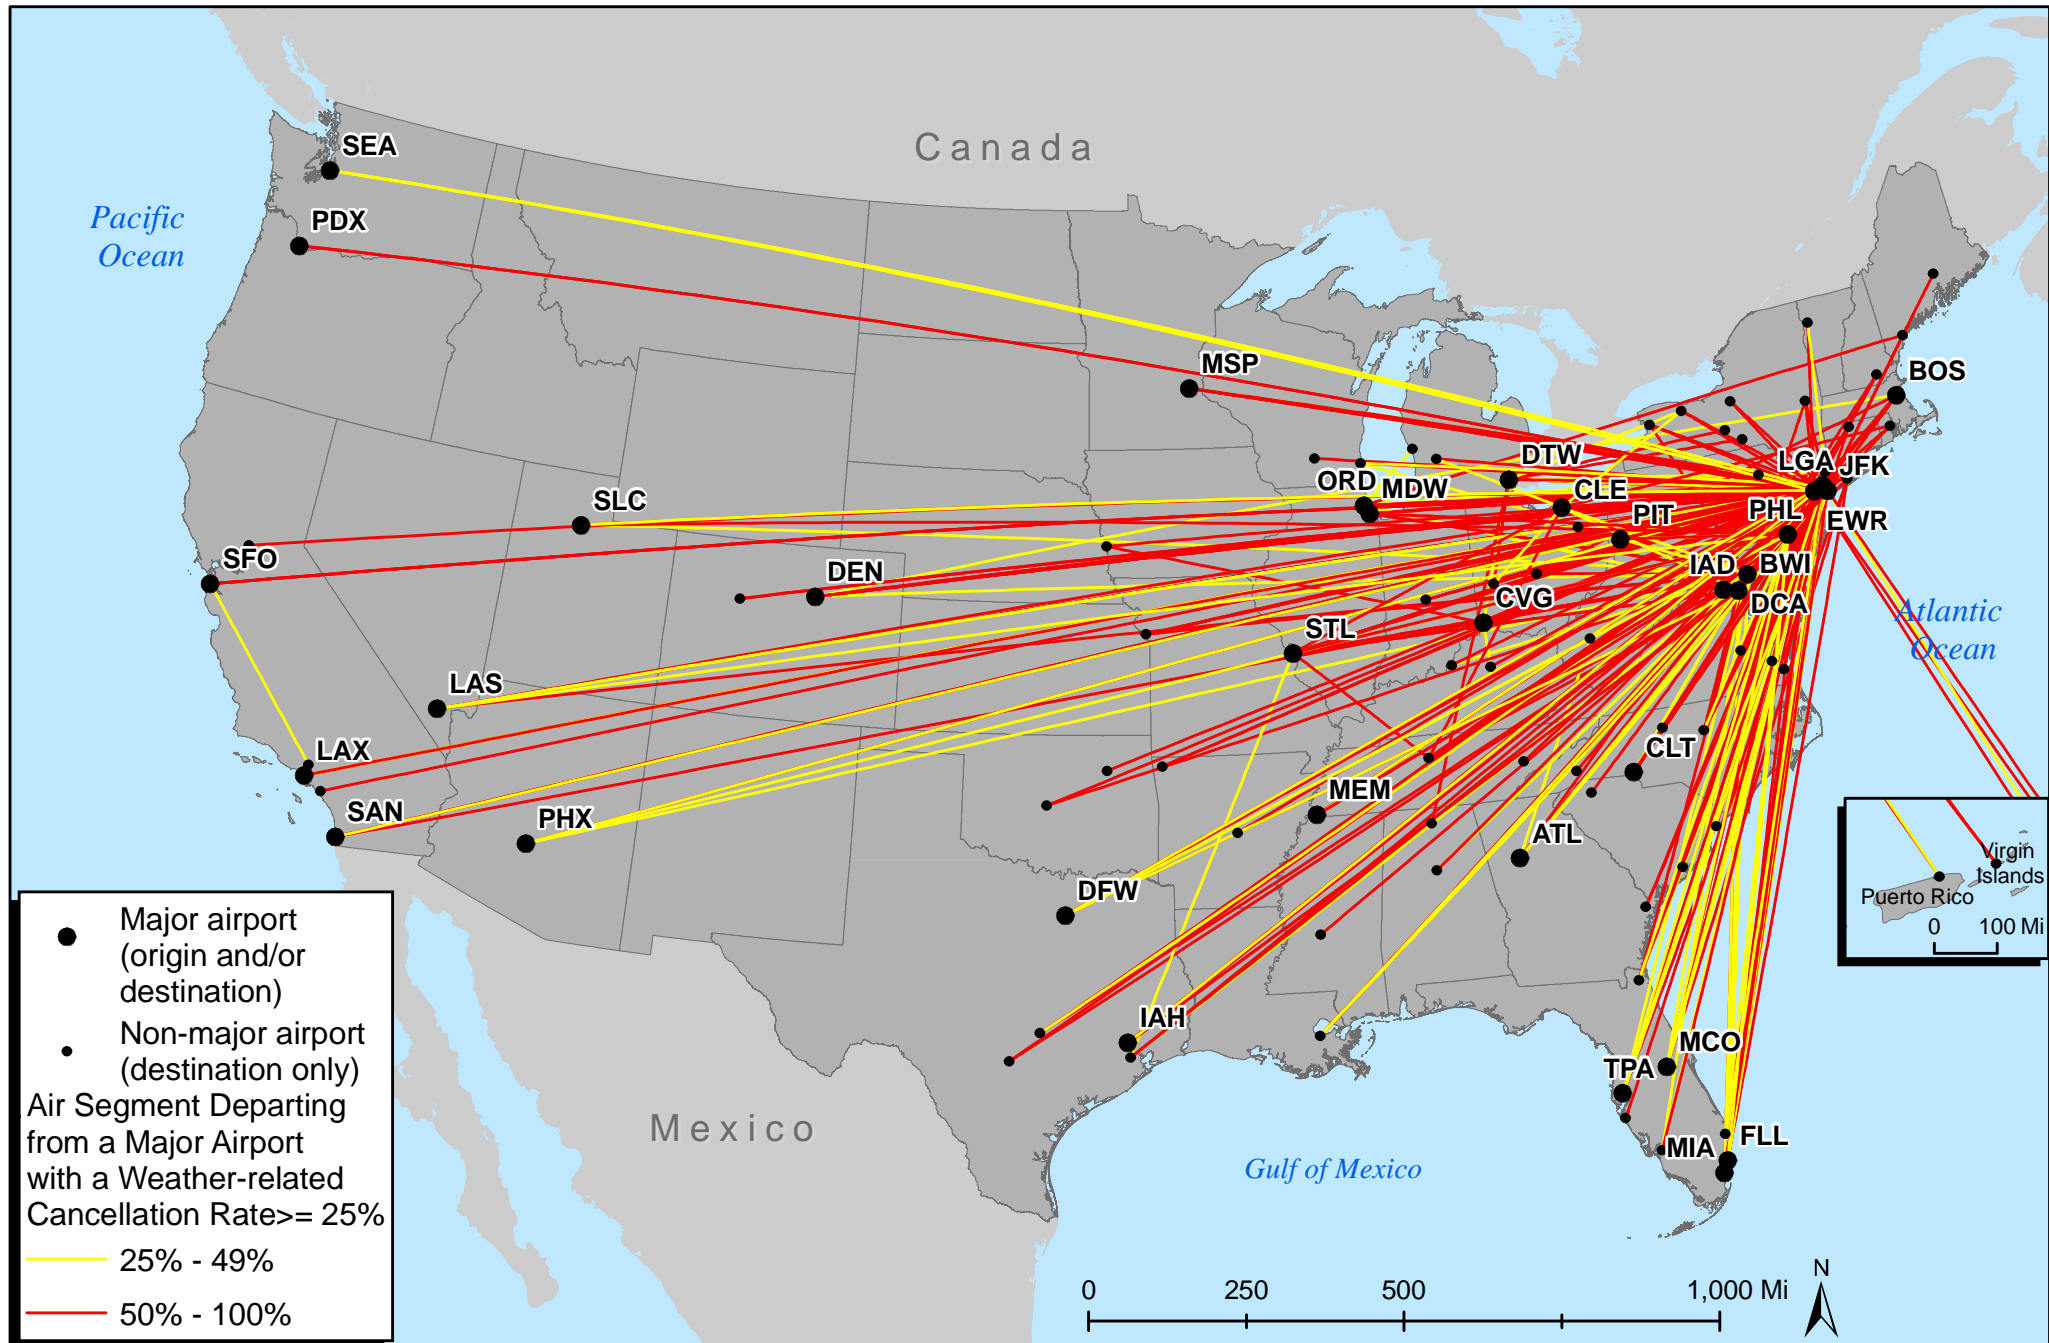 Canada
SEA
PDX
Pacific
Ocean
MSP
BOS
DTW
LGA
JFK
ORD
MDW
CLE
SLC
PIT
PHL
EWR
SFO
DEN
IAD
BWI
CVG
DCA
STL
Atlantic
Ocean
LAS
LAX
CLT
SAN
PHX
MEM
ATL
DFW
Virgin
Islands
Puerto Rico
0
100 Mi
IAH
MCO
TPA
FLL
MIA
Mexico
Gulf of Mexico
Major airport
(origin and/or
destination)
Non-major airport
(destination only)
Air Segment Departing
from a Major Airport
with a Weather-related
Cancellation Rate>= 25%
25% - 49%
50% - 100%
0
250
500
1,000 Mi
N